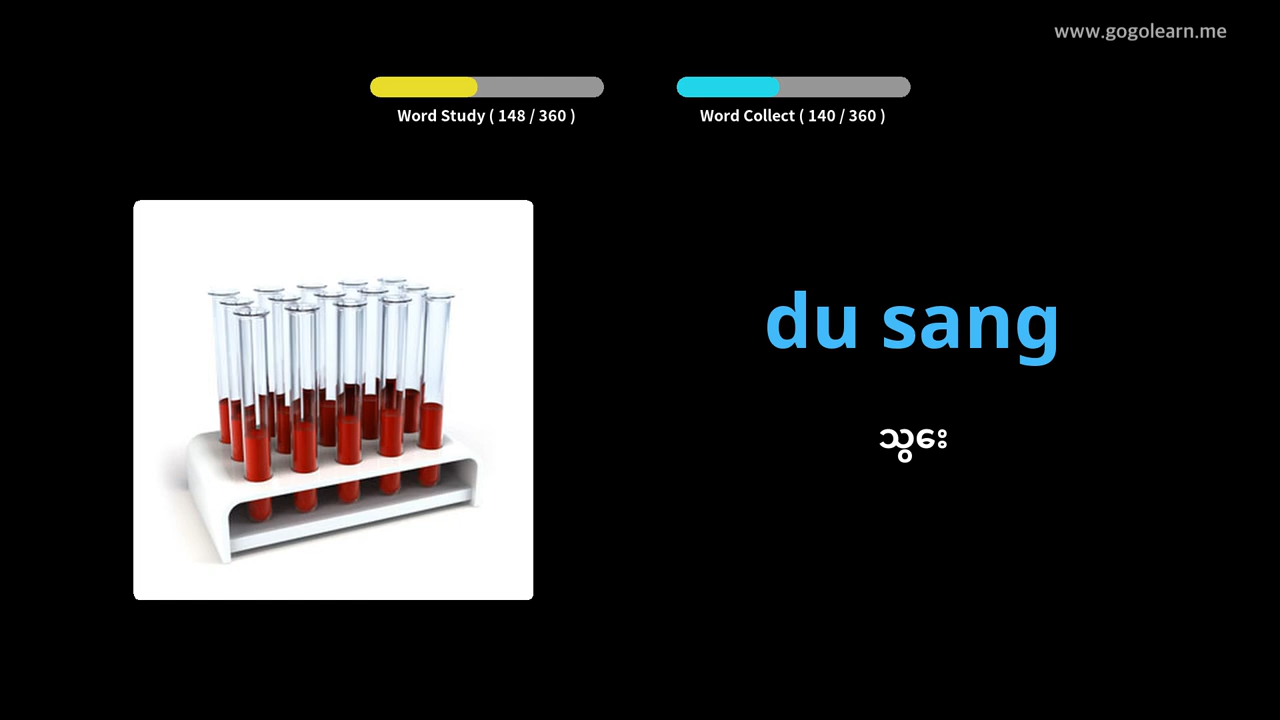 www.gogolearn.me
Word Study ( 148 / 360 )
Word Collect ( 140 / 360 )
du sang
သွေး